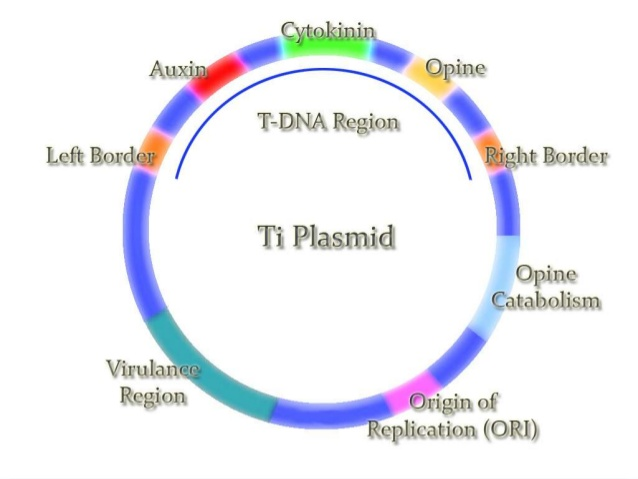 Cytokinin
Auxin
Opine
T-DNA Region
Left Border
Right Border
Ti Plasmid
Opine
Catabolism
Virulance
Region
Origin of
Replication (ORI)